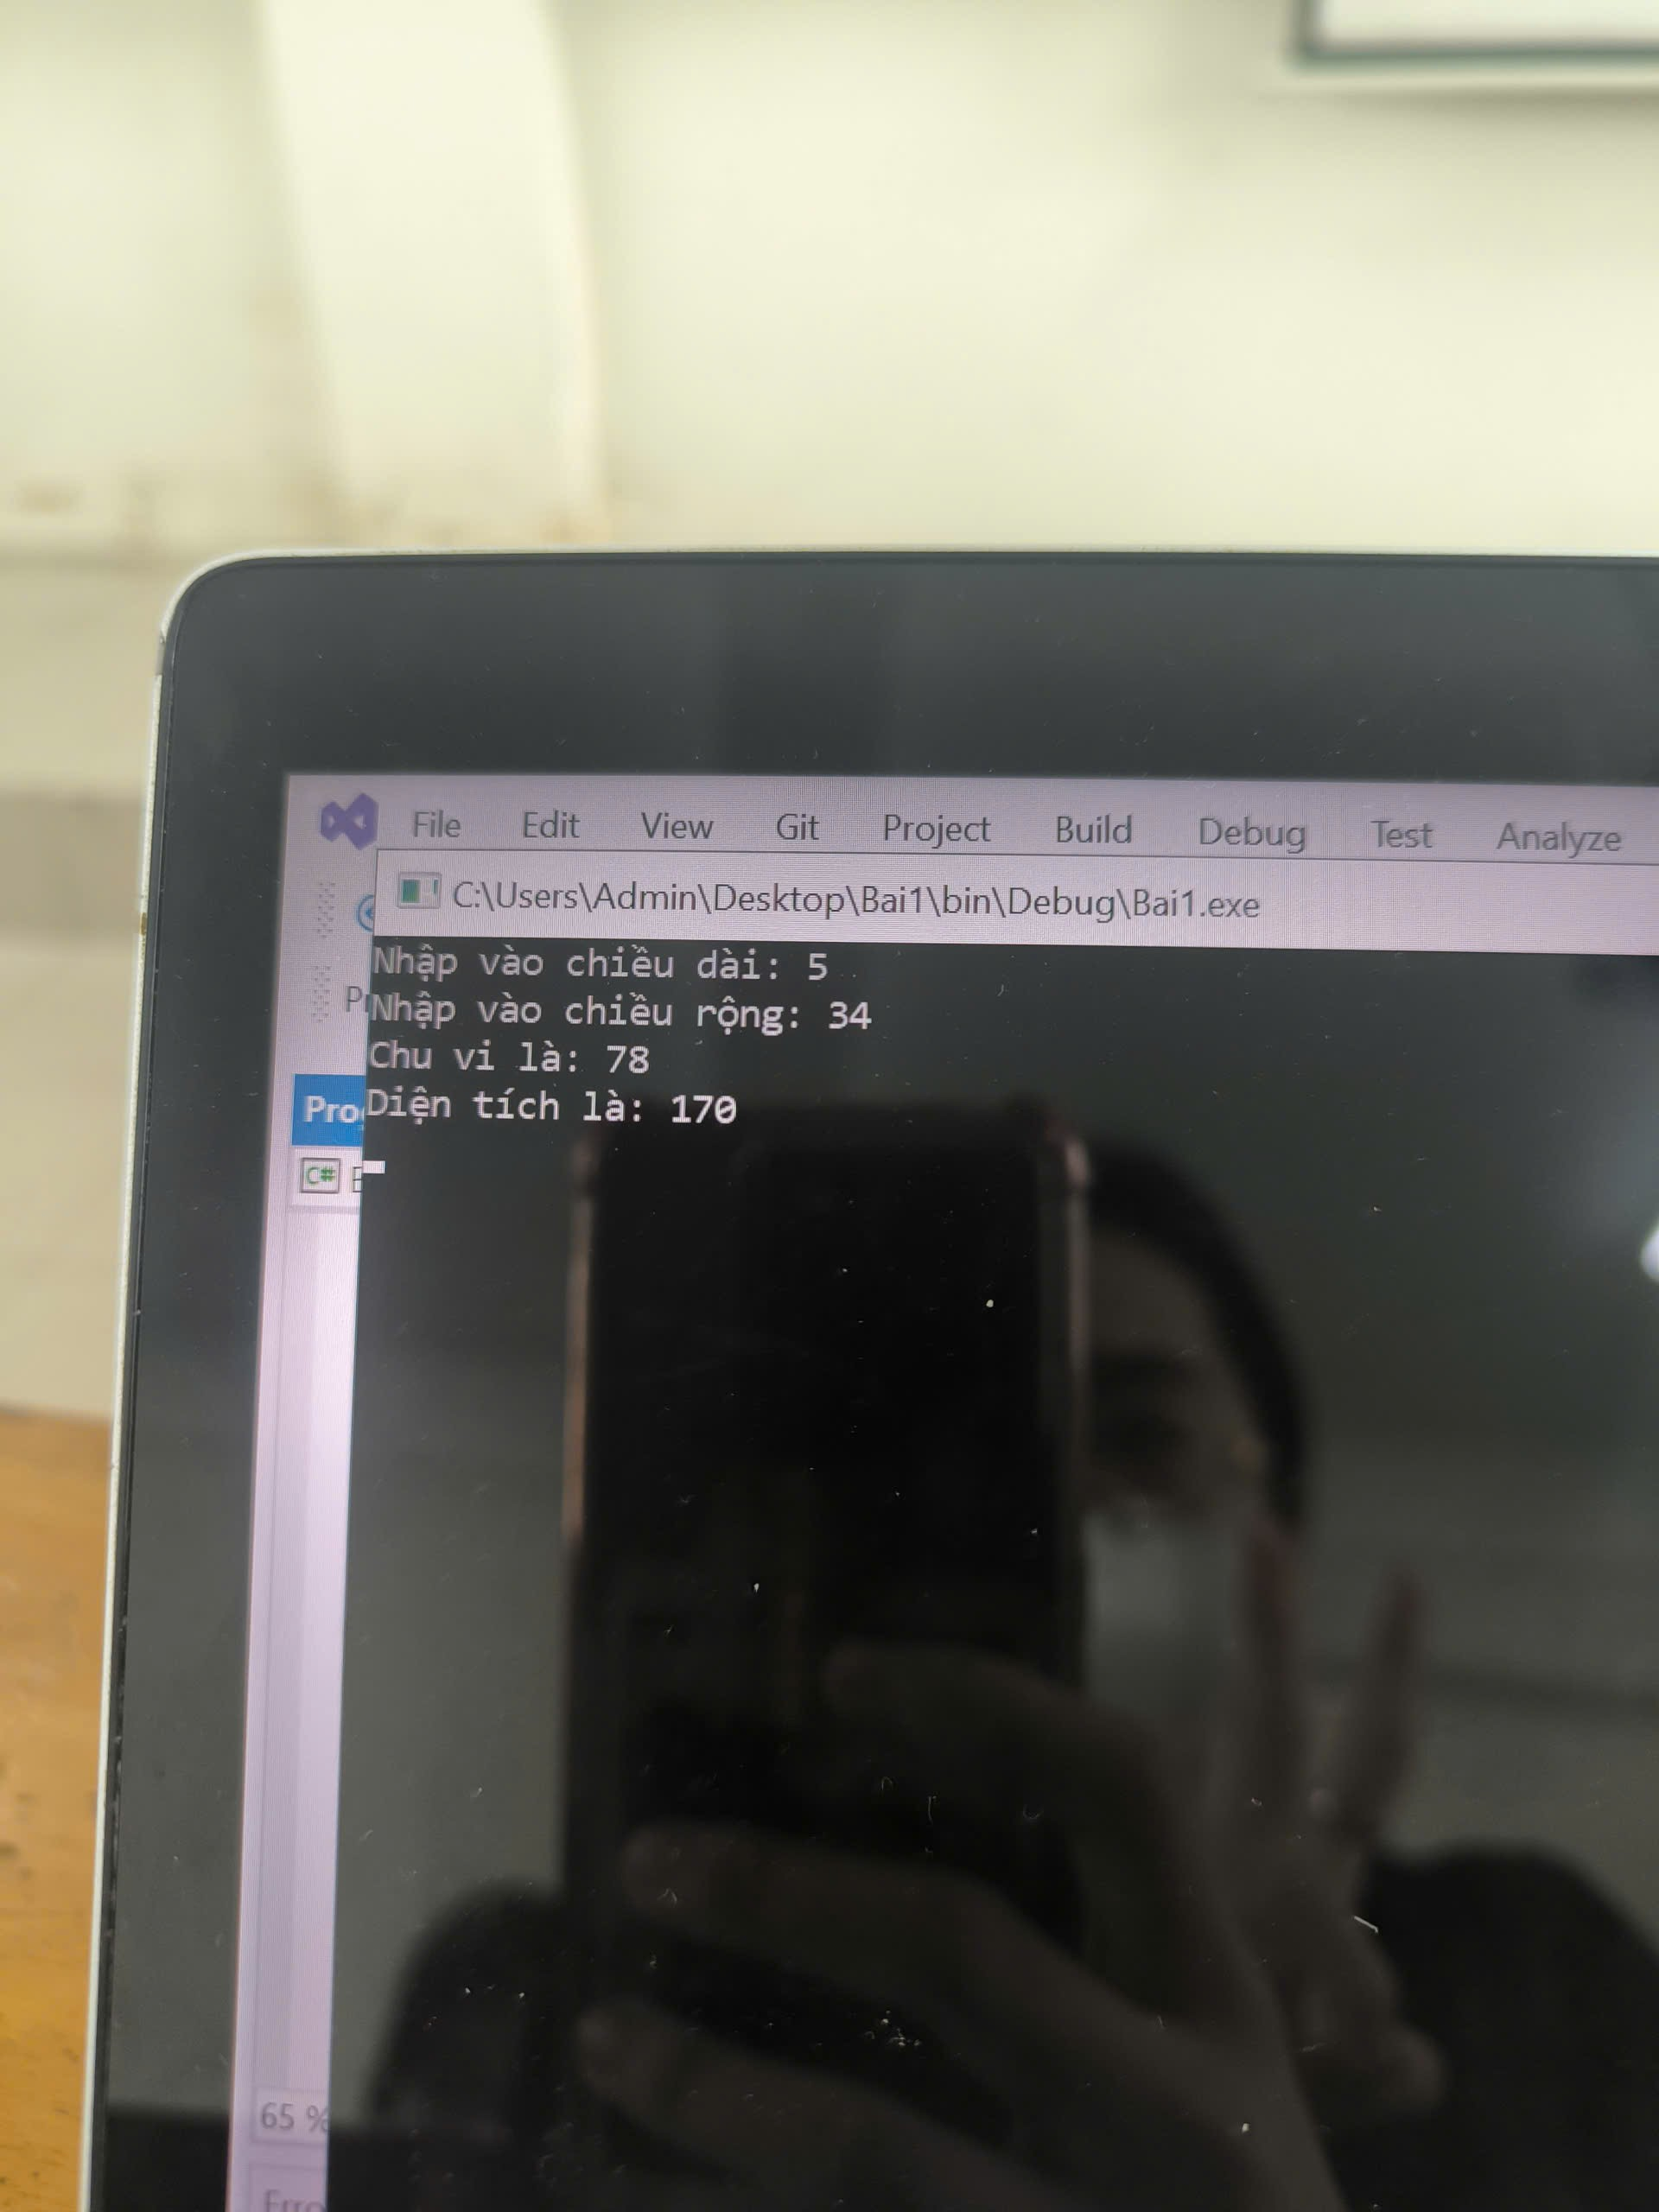 File Edit View Git Project Build Debug Test Analyze
C:\Users\Admin\Desktop\Bai1\bin\Debug\Bai1.exe
Nhập vào chiều dài: 5
Nhập vào chiều rộng: 34
Chu vi là: 78
Diện tích là: 170
C#
65 %